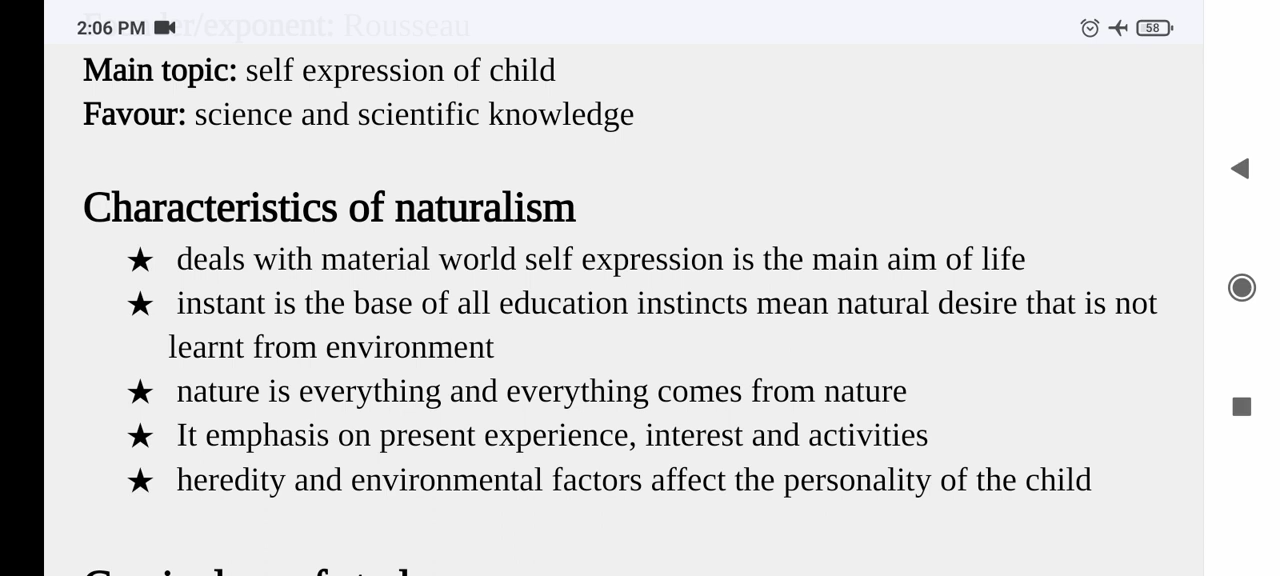 Founder/exponent: Rousseau
2:06 PM
58
Main topic: self expression of child
Favour: science and scientific knowledge
Characteristics of naturalism
★ deals with material world self expression is the main aim of life
★ instant is the base of all education instincts mean natural desire that is not
learnt from environment
★ nature is everything and everything comes from nature
★ It emphasis on present experience, interest and activities
★ heredity and environmental factors affect the personality of the child